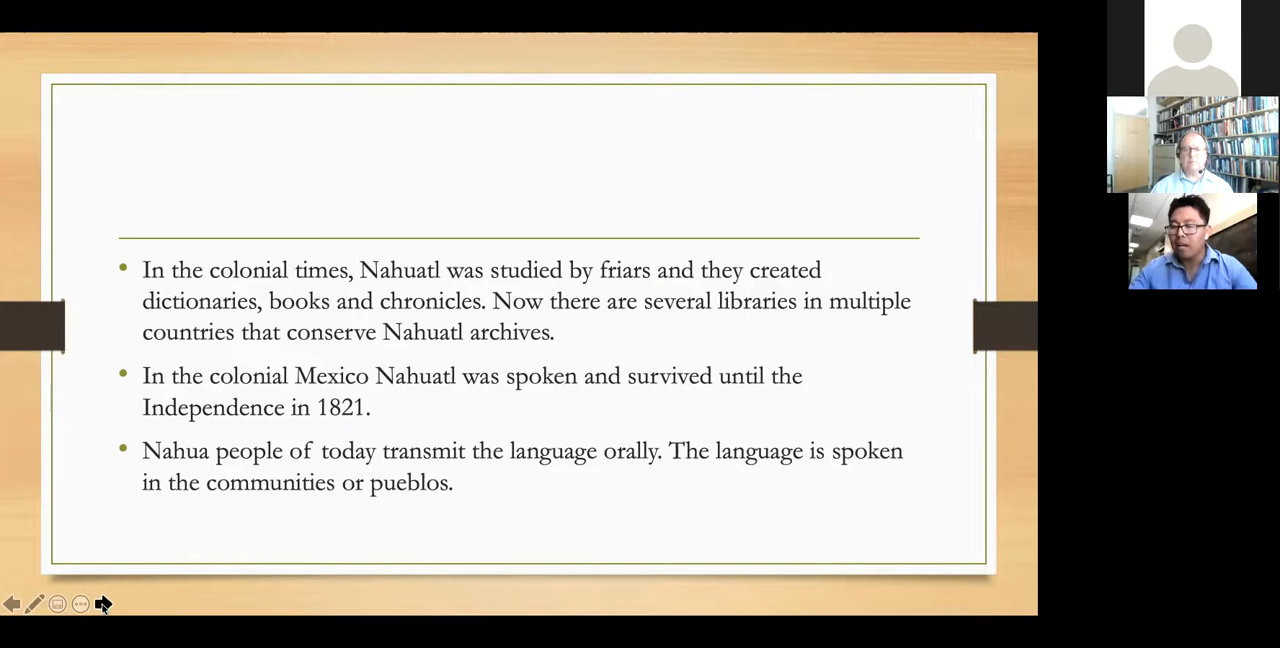 In the colonial times, Nahuatl was studied by friars and they created
dictionaries, books and chronicles. Now there are several libraries in multiple
countries that conserve Nahuatl archives.
In the colonial Mexico Nahuatl was spoken and survived until the
Independence in 1821.
Nahua people of today transmit the language orally. The language is spoken
in the communities or pueblos.